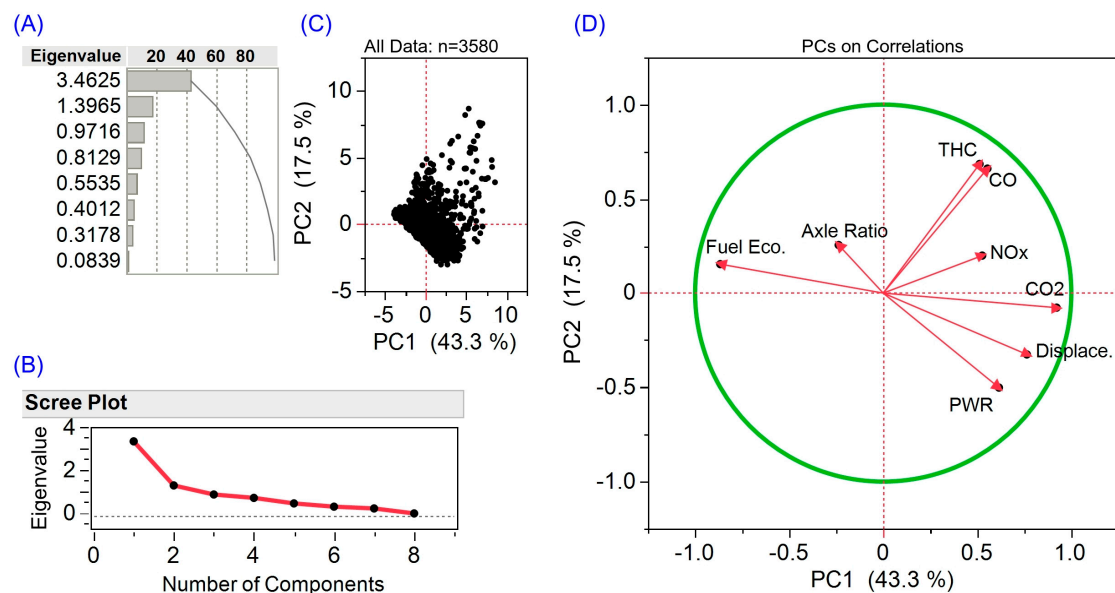 (A)
Eigenvalue 20 40 60 80
3.4625
1.3965
0.9716
0.8129
0.5535
0.4012
0.3178
0.0839
(B)
Scree Plot
Eigenvalue
4
2
0
0 2 4 6 8
Number of Components
(C)
All Data: n=3580
PC2 (17.5 %)
10
5
0
-5
-5 0 5 10
PC1 (43.3 %)
(D)
PCs on Correlations
PC2 (17.5 %)
1.0
0.5
0
-0.5
-1.0
THC
CO
Axle Ratio
Fuel Eco.
NOx
CO2
Displace.
PWR
-1.0 -0.5 0 0.5 1.0
PC1 (43.3 %)